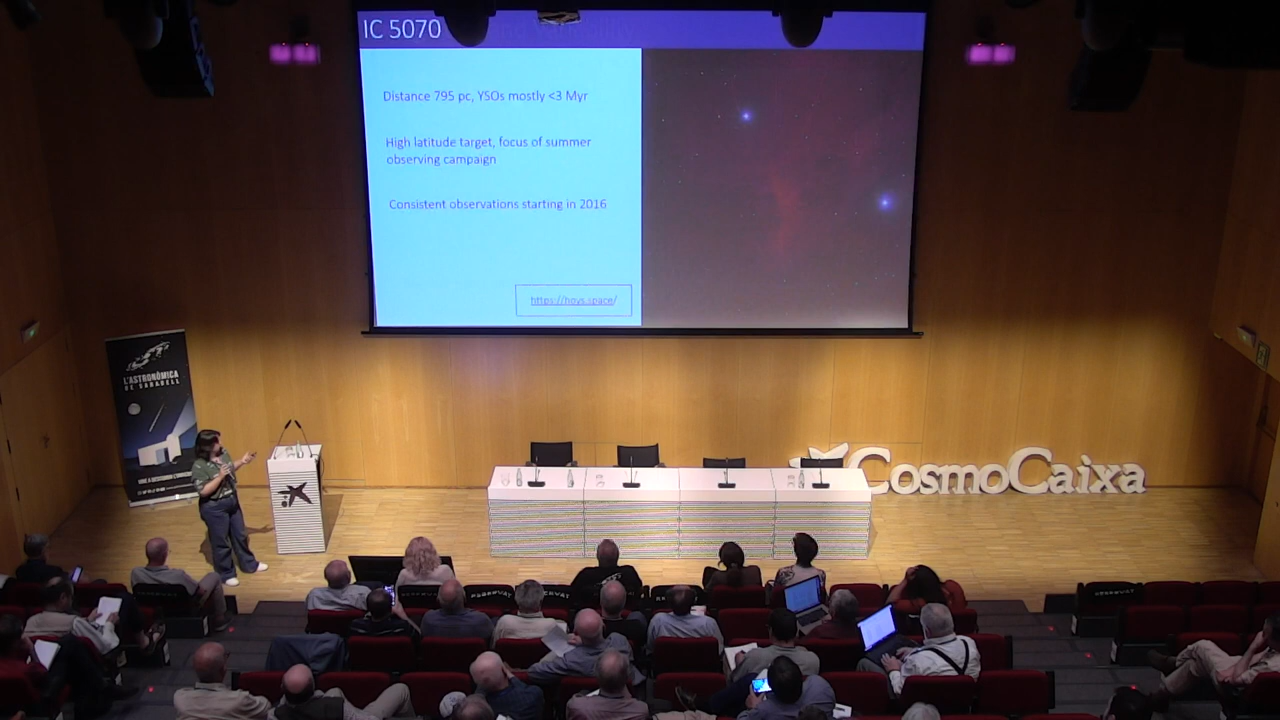 IC 5070
Distance 795 pc, YSOs mostly <3 Myr
High latitude target, focus of summer
observing campaign
Consistent observations starting in 2016
https://hoys.space/
L'ASTRONÒMICA
DE SABADELL
CosmoCaixa
RESERVAT